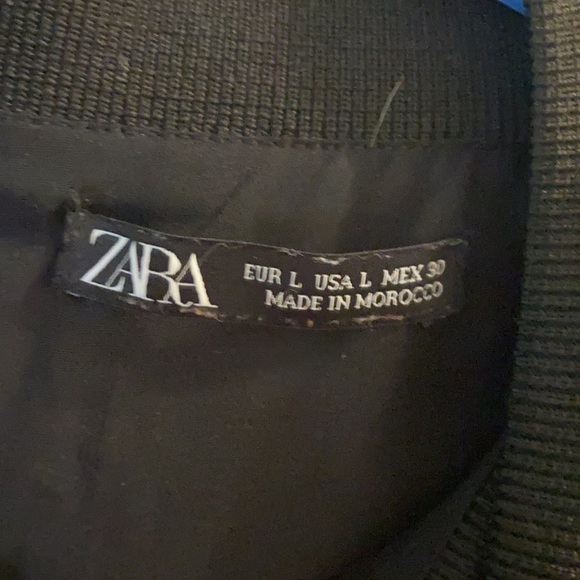 ZARA
EUR L USA L MEX 30
MADE IN MOROCCO